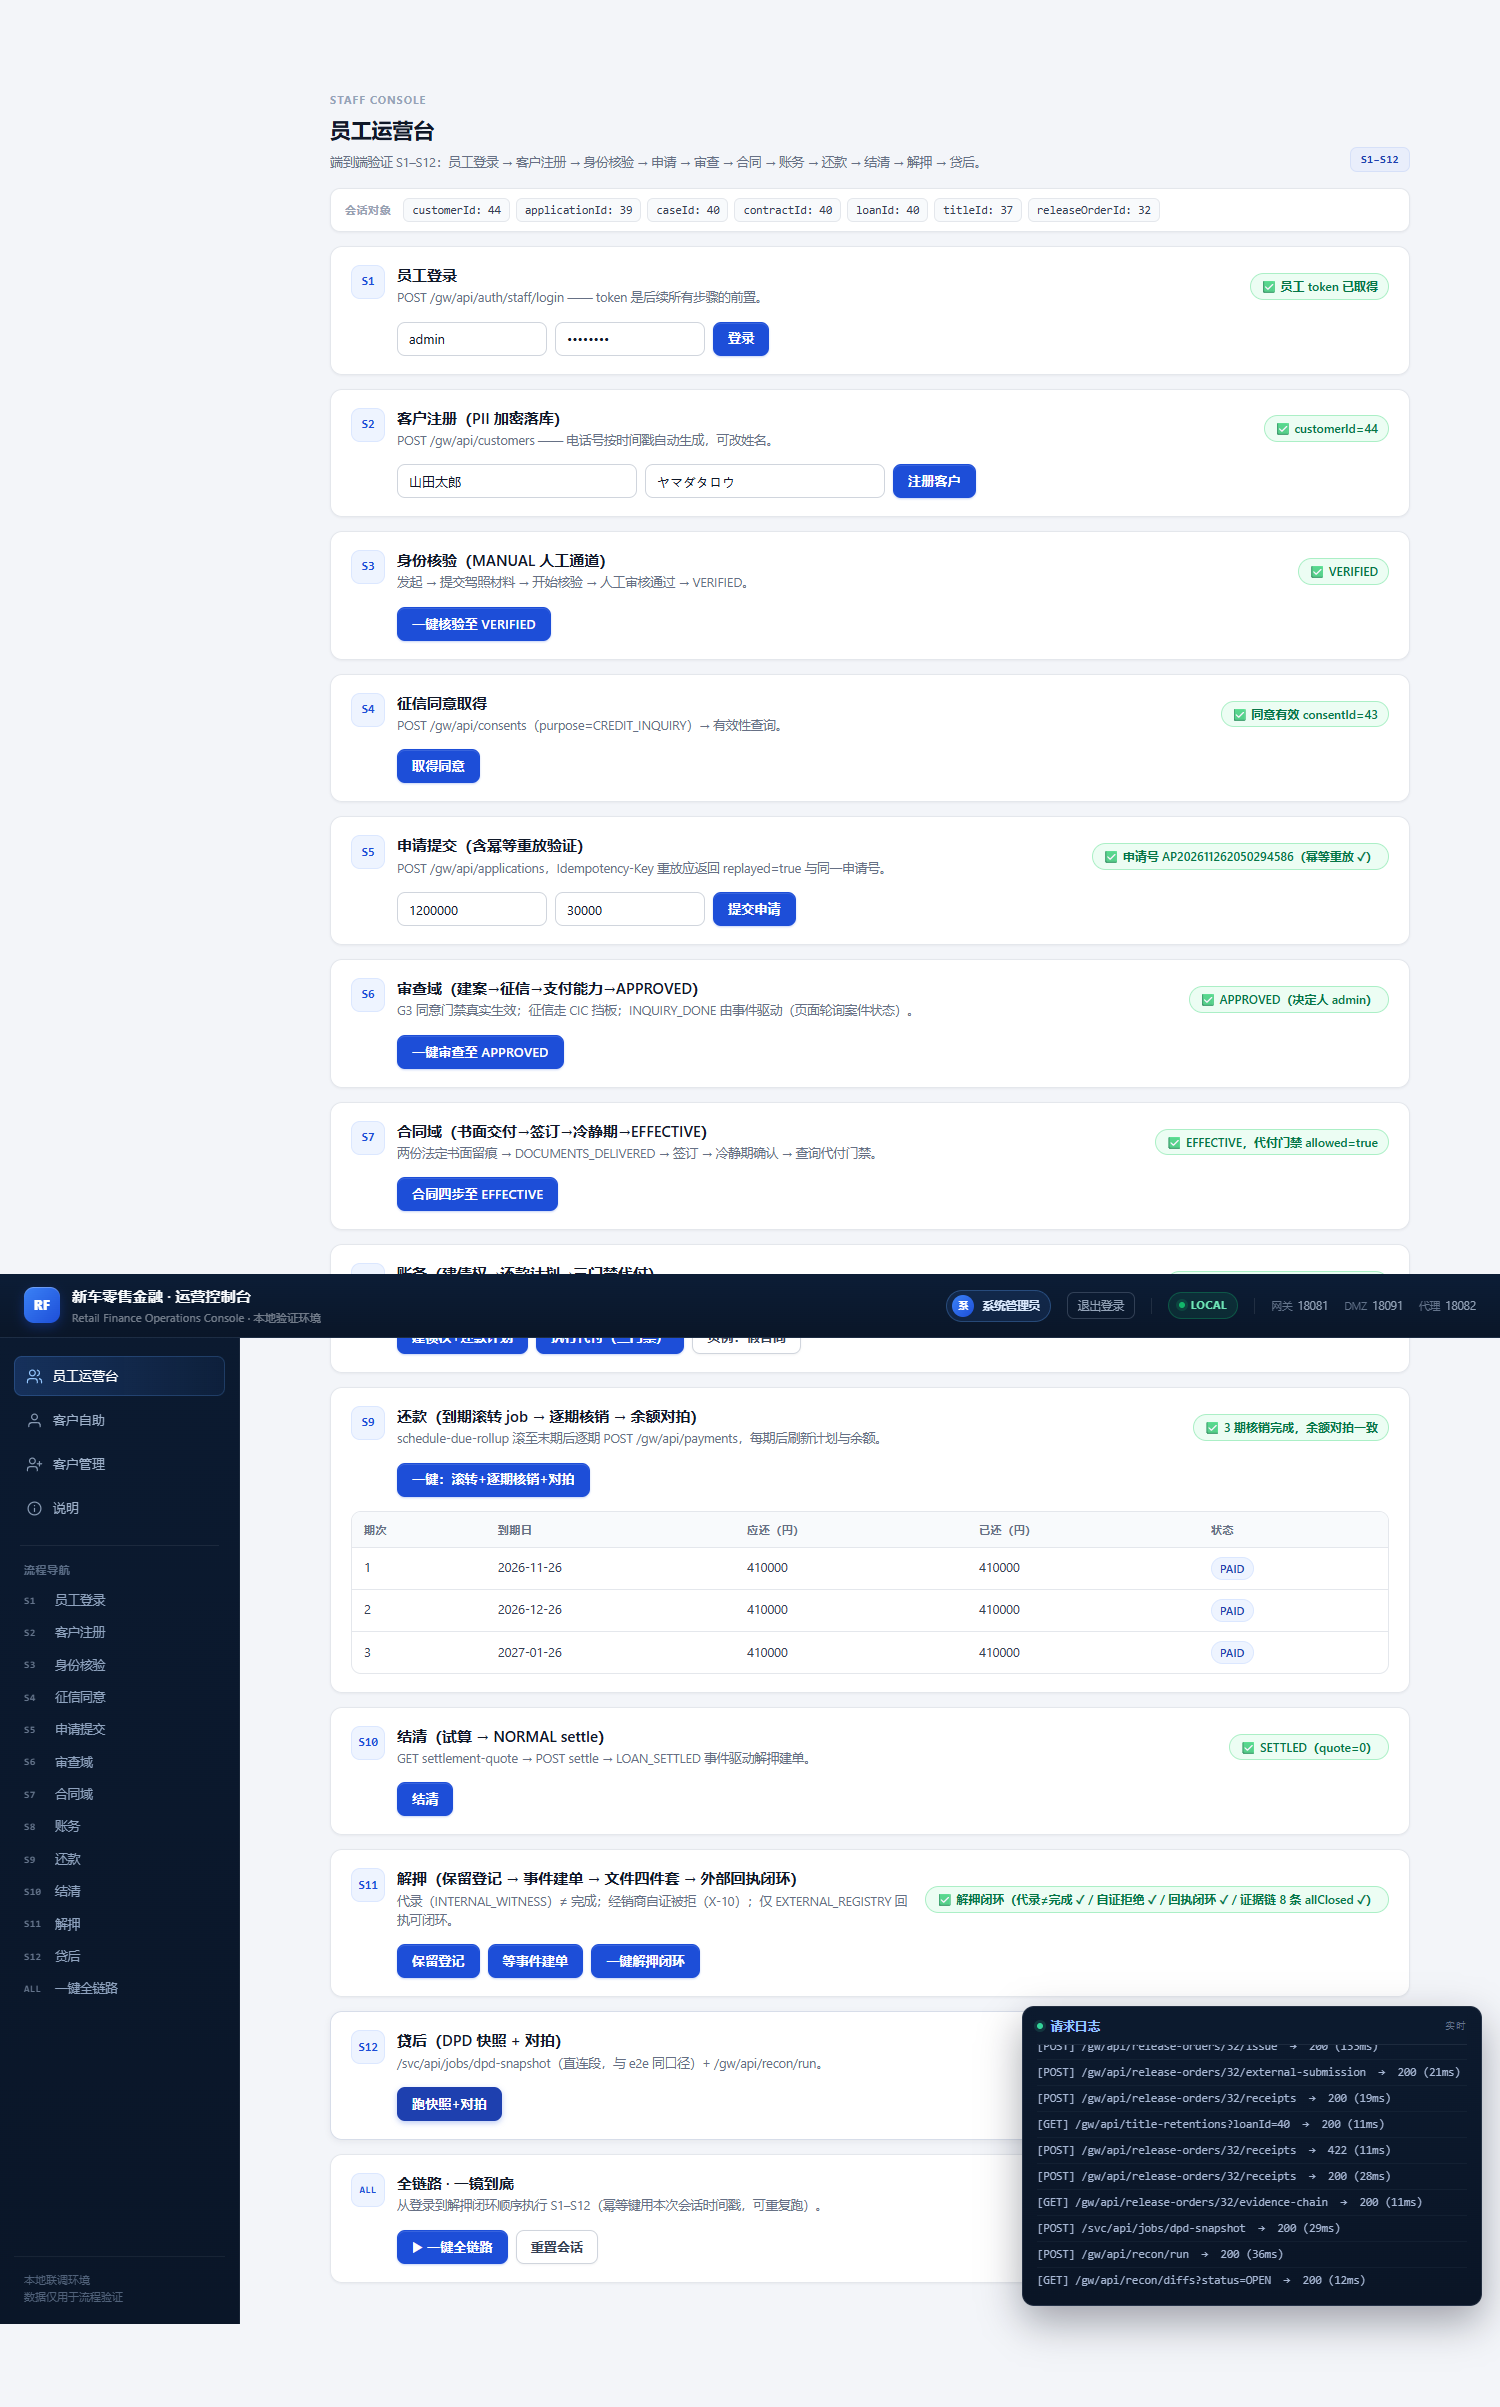 STAFF CONSOLE
员工运营台
端到端验证 S1–S12：员工登录 → 客户注册 → 身份核验 → 申请 → 审查 → 合同 → 账务 → 还款 → 结清 → 解押 → 贷后。
S1–S12
会话对象 customerId: 44 applicationId: 39 caseId: 40 contractId: 40 loanId: 40 titleId: 37 releaseOrderId: 32
S1 员工登录
POST /gw/api/auth/staff/login —— token 是后续所有步骤的前置。
✅ 员工 token 已取得
admin •••••••• 登录
S2 客户注册（PII 加密落库）
POST /gw/api/customers —— 电话号按时间戳自动生成，可改姓名。
✅ customerId=44
山田太郎 ヤマダタロウ 注册客户
S3 身份核验（MANUAL 人工通道）
发起 → 提交驾照材料 → 开始核验 → 人工审核通过 → VERIFIED。
✅ VERIFIED
一键核验至 VERIFIED
S4 征信同意取得
POST /gw/api/consents（purpose=CREDIT_INQUIRY）→ 有效性查询。
✅ 同意有效 consentId=43
取得同意
S5 申请提交（含幂等重放验证）
POST /gw/api/applications，Idempotency-Key 重放应返回 replayed=true 与同一申请号。
✅ 申请号 AP202611262050294586（幂等重放 ✓）
1200000 30000 提交申请
S6 审查域（建案→征信→支付能力→APPROVED）
G3 同意门禁真实生效；征信走 CIC 挡板；INQUIRY_DONE 由事件驱动（页面轮询案件状态）。
✅ APPROVED（决定人 admin）
一键审查至 APPROVED
S7 合同域（书面交付→签订→冷静期→EFFECTIVE）
两份法定书面留痕 → DOCUMENTS_DELIVERED → 签订 → 冷静期确认 → 查询代付门禁。
✅ EFFECTIVE，代付门禁 allowed=true
合同四步至 EFFECTIVE
账务（建债权→还款计划→三门禁代付）
RF 新车零售金融 · 运营控制台
Retail Finance Operations Console · 本地验证环境
系 系统管理员 退出登录 LOCAL 网关 18081 DMZ 18091 代理 18082
建债权+还款计划 执行代付（三门禁）
员工运营台
客户自助
客户管理
说明
流程导航
S1 员工登录
S2 客户注册
S3 身份核验
S4 征信同意
S5 申请提交
S6 审查域
S7 合同域
S8 账务
S9 还款
S10 结清
S11 解押
S12 贷后
ALL 一键全链路
本地联调环境
数据仅用于流程验证
S9 还款（到期滚转 job → 逐期核销 → 余额对拍）
schedule-due-rollup 滚至末期后逐期 POST /gw/api/payments，每期后刷新计划与余额。
✅ 3 期核销完成，余额对拍一致
一键：滚转+逐期核销+对拍
期次 到期日 应还（円） 已还（円） 状态
1 2026-11-26 410000 410000 PAID
2 2026-12-26 410000 410000 PAID
3 2027-01-26 410000 410000 PAID
S10 结清（试算 → NORMAL settle）
GET settlement-quote → POST settle → LOAN_SETTLED 事件驱动解押建单。
✅ SETTLED（quote=0）
结清
S11 解押（保留登记 → 事件建单 → 文件四件套 → 外部回执闭环）
代录（INTERNAL_WITNESS）≠ 完成；经销商自证被拒（X-10）；仅 EXTERNAL_REGISTRY 回
执可闭环。
✅ 解押闭环（代录≠完成 ✓ / 自证拒绝 ✓ / 回执闭环 ✓ / 证据链 8 条 allClosed ✓）
保留登记 等事件建单 一键解押闭环
S12 贷后（DPD 快照 + 对拍）
/svc/api/jobs/dpd-snapshot（直连段，与 e2e 同口径）+ /gw/api/recon/run。
跑快照+对拍
ALL 全链路 · 一镜到底
从登录到解押闭环顺序执行 S1–S12（幂等键用本次会话时间戳，可重复跑）。
▶ 一键全链路 重置会话
请求日志 实时
[POST] /gw/api/release-orders/32/issue → 200 (133ms)
[POST] /gw/api/release-orders/32/external-submission → 200 (21ms)
[POST] /gw/api/release-orders/32/receipts → 200 (19ms)
[GET] /gw/api/title-retentions?loanId=40 → 200 (11ms)
[POST] /gw/api/release-orders/32/receipts → 422 (11ms)
[POST] /gw/api/release-orders/32/receipts → 200 (28ms)
[GET] /gw/api/release-orders/32/evidence-chain → 200 (11ms)
[POST] /svc/api/jobs/dpd-snapshot → 200 (29ms)
[POST] /gw/api/recon/run → 200 (36ms)
[GET] /gw/api/recon/diffs?status=OPEN → 200 (12ms)